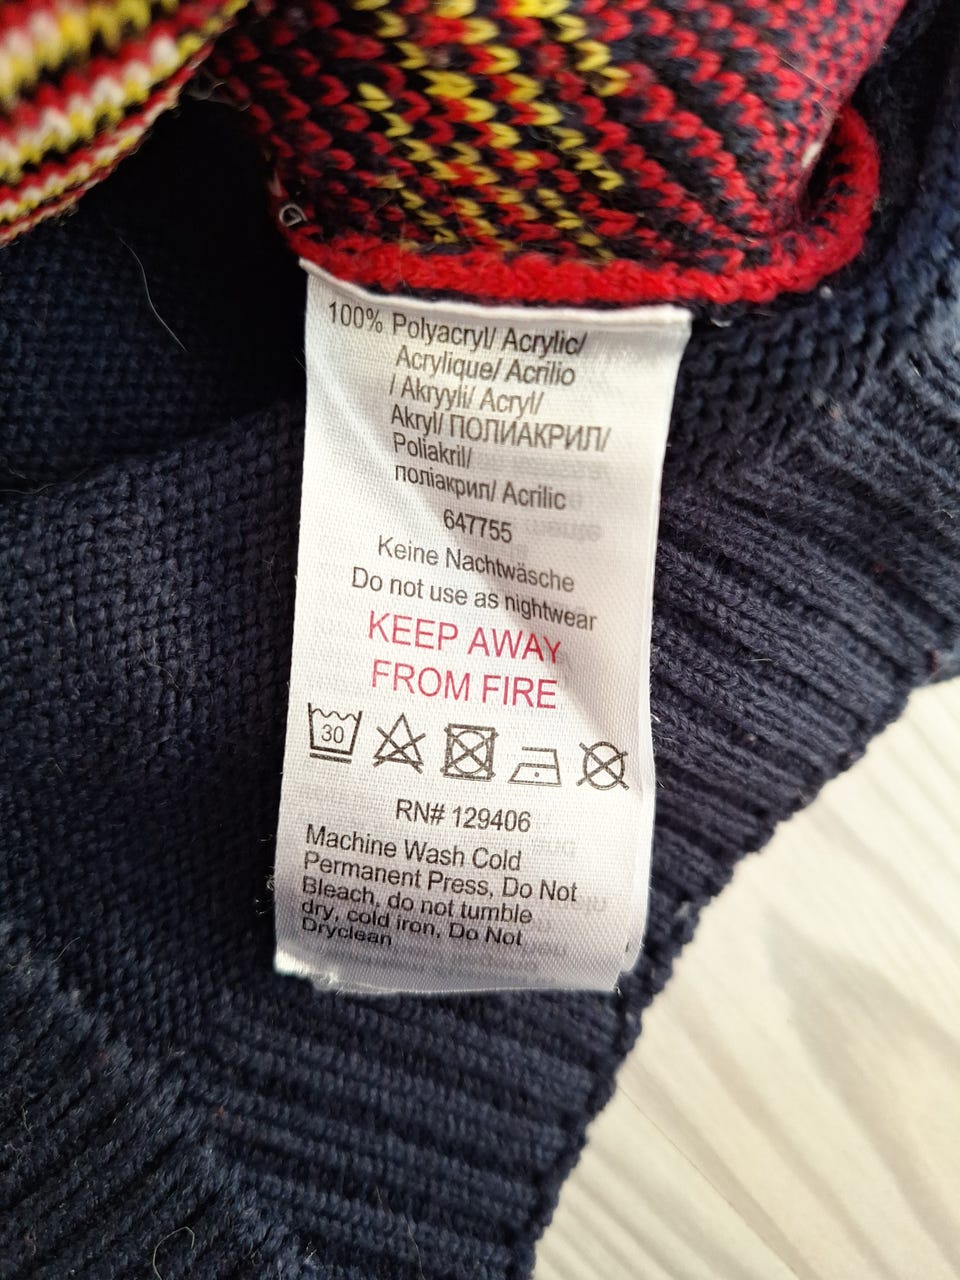 100% Polyacryl/ Acrylic/
Acrylique/ Acrilio
/ Akryyli/ Acryl/
Akryl/ ПОЛИАКРИЛ/
Poliakril/
поліакрил/ Acrilic
647755
Keine Nachtwäsche
Do not use as nightwear
KEEP AWAY
FROM FIRE
30
RN# 129406
Machine Wash Cold
Permanent Press, Do Not
Bleach, do not tumble
dry, cold iron, Do Not
Dryclean